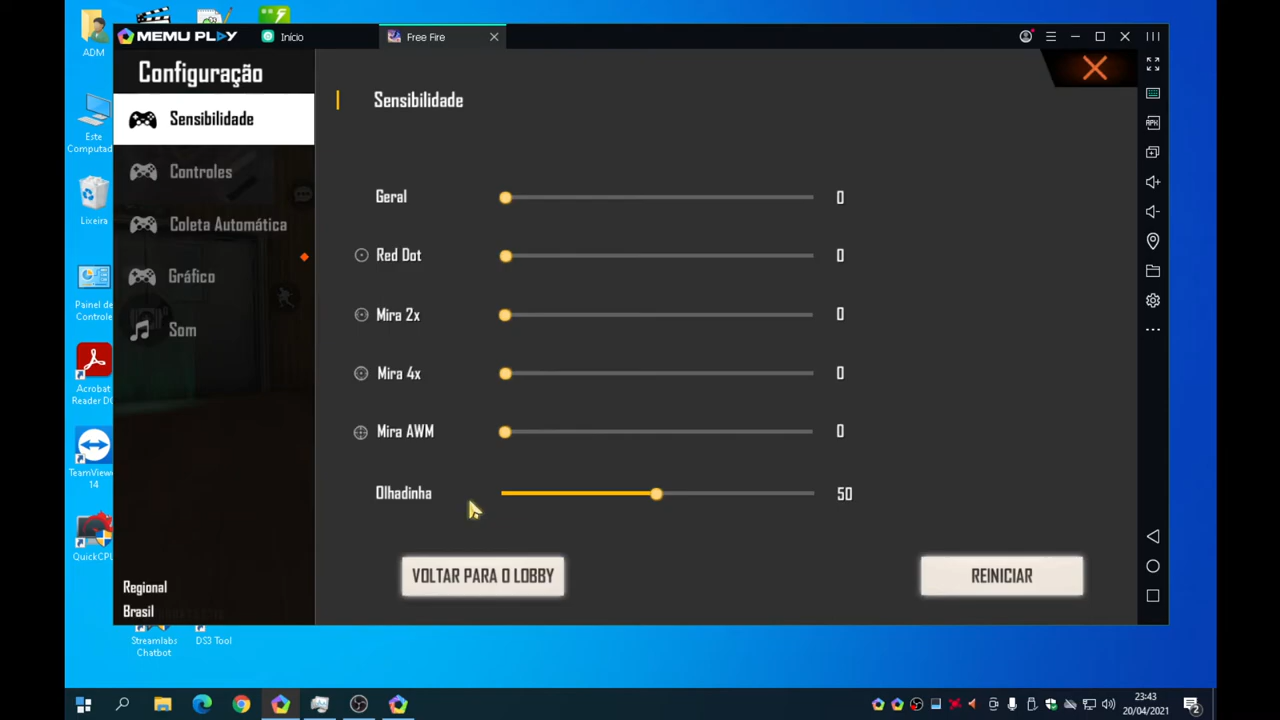 ADM
MEMU PLAY
Início
Free Fire
Configuração
Sensibilidade
Sensibilidade
Este
Computad...
Controles
Lixeira
Geral
0
Coleta Automática
Red Dot
0
Gráfico
Painel de
Controle
Mira 2x
0
Som
Acrobat
Reader DC
Mira 4x
0
Mira AWM
0
TeamViewer
14
Olhadinha
50
QuickCPU
VOLTAR PARA O LOBBY
REINICIAR
Regional
Brasil
Streamlabs
Chatbot
DS3 Tool
APK
23:43
20/04/2021
2